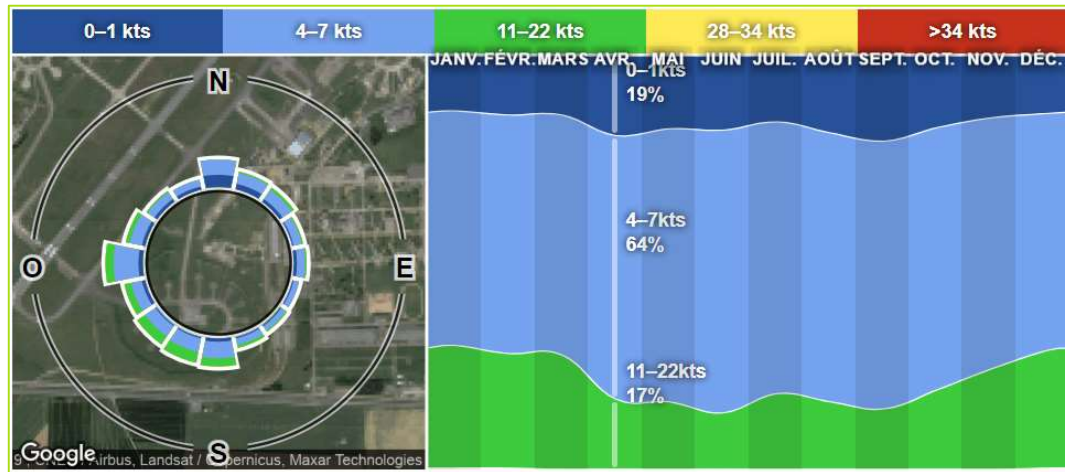 0–1 kts 4–7 kts 11–22 kts 28–34 kts >34 kts
JANV. FÉVR. MARS AVR. MAI JUIN JUIL. AOÛT SEPT. OCT. NOV. DÉC.
0–1kts
19%
4–7kts
64%
11–22kts
17%
N
O
E
S
Google
Airbus, Landsat / Copernicus, Maxar Technologies